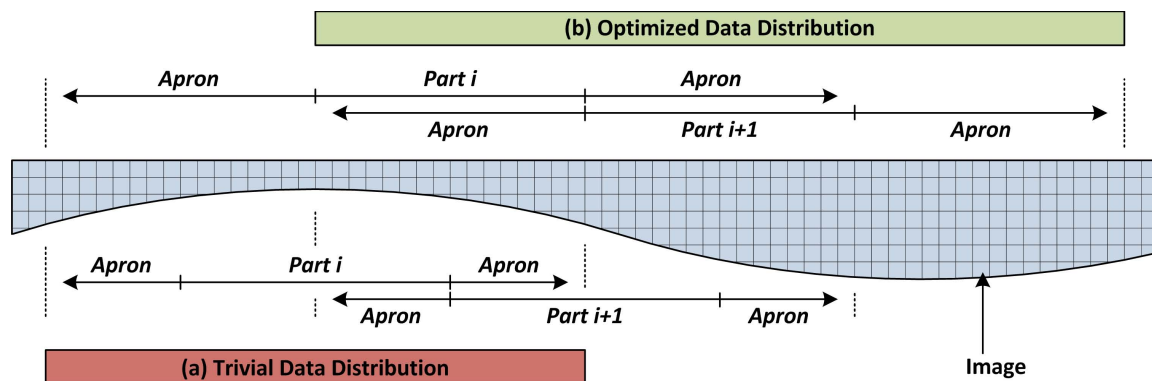 (b) Optimized Data Distribution
Apron Part i Apron
Apron Part i+1 Apron
Apron Part i Apron
Apron Part i+1 Apron
(a) Trivial Data Distribution
Image